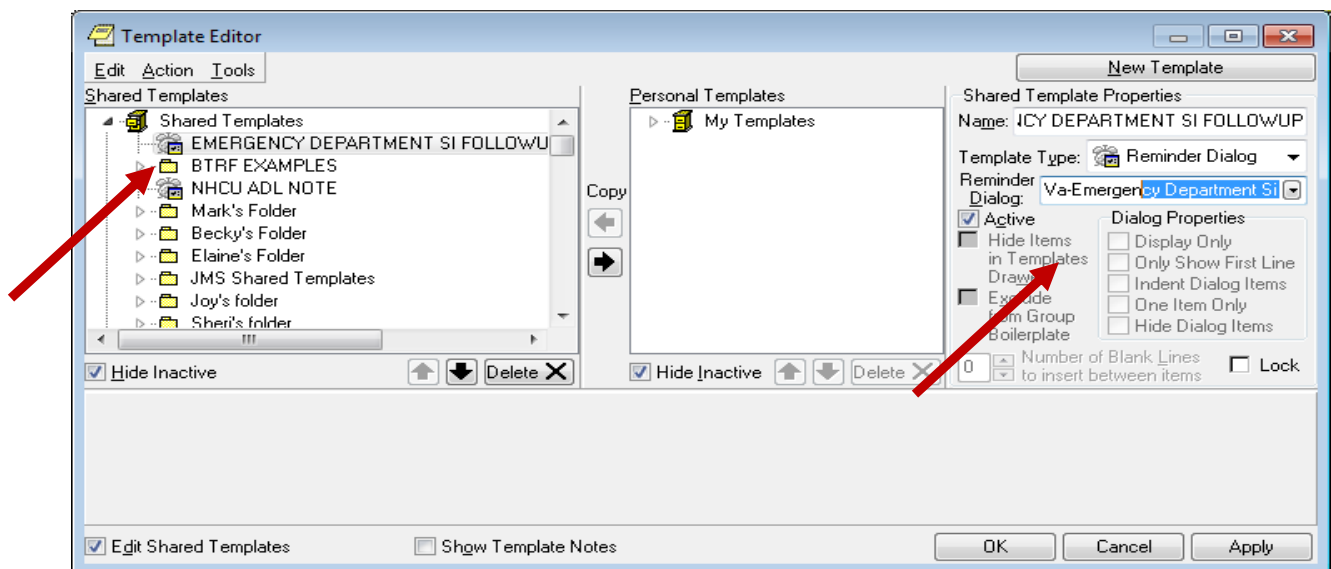 Template Editor
Edit Action Tools
New Template
Shared Templates
Shared Templates
EMERGENCY DEPARTMENT SI FOLLOWU
BTRF EXAMPLES
NHCU ADL NOTE
Mark's Folder
Becky's Folder
Elaine's Folder
JMS Shared Templates
Joy's folder
Sheri's folder
Hide Inactive
Delete
Copy
Personal Templates
My Templates
Hide Inactive
Delete
Shared Template Properties
Name: NCY DEPARTMENT SI FOLLOWUP
Template Type: Reminder Dialog
Reminder
Dialog: Va-Emergency Department Si
Active
Hide Items
in Templates
Drawer
Exclude
from Group
Boilerplate
Dialog Properties
Display Only
Only Show First Line
Indent Dialog Items
One Item Only
Hide Dialog Items
0 Number of Blank Lines
to insert between items
Lock
Edit Shared Templates
Show Template Notes
OK Cancel Apply